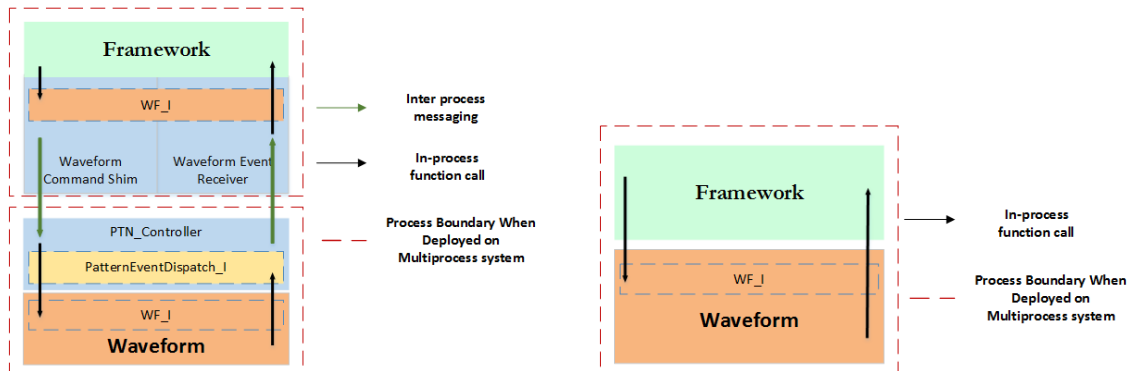 Framework
WF_I
Waveform
Command Shim
Waveform Event
Receiver
PTN_Controller
PatternEventDispatch_I
WF_I
Waveform
Inter process
messaging
In-process
function call
Process Boundary When
Deployed on
Multiprocess system
Framework
WF_I
Waveform
In-process
function call
Process Boundary When
Deployed on
Multiprocess system